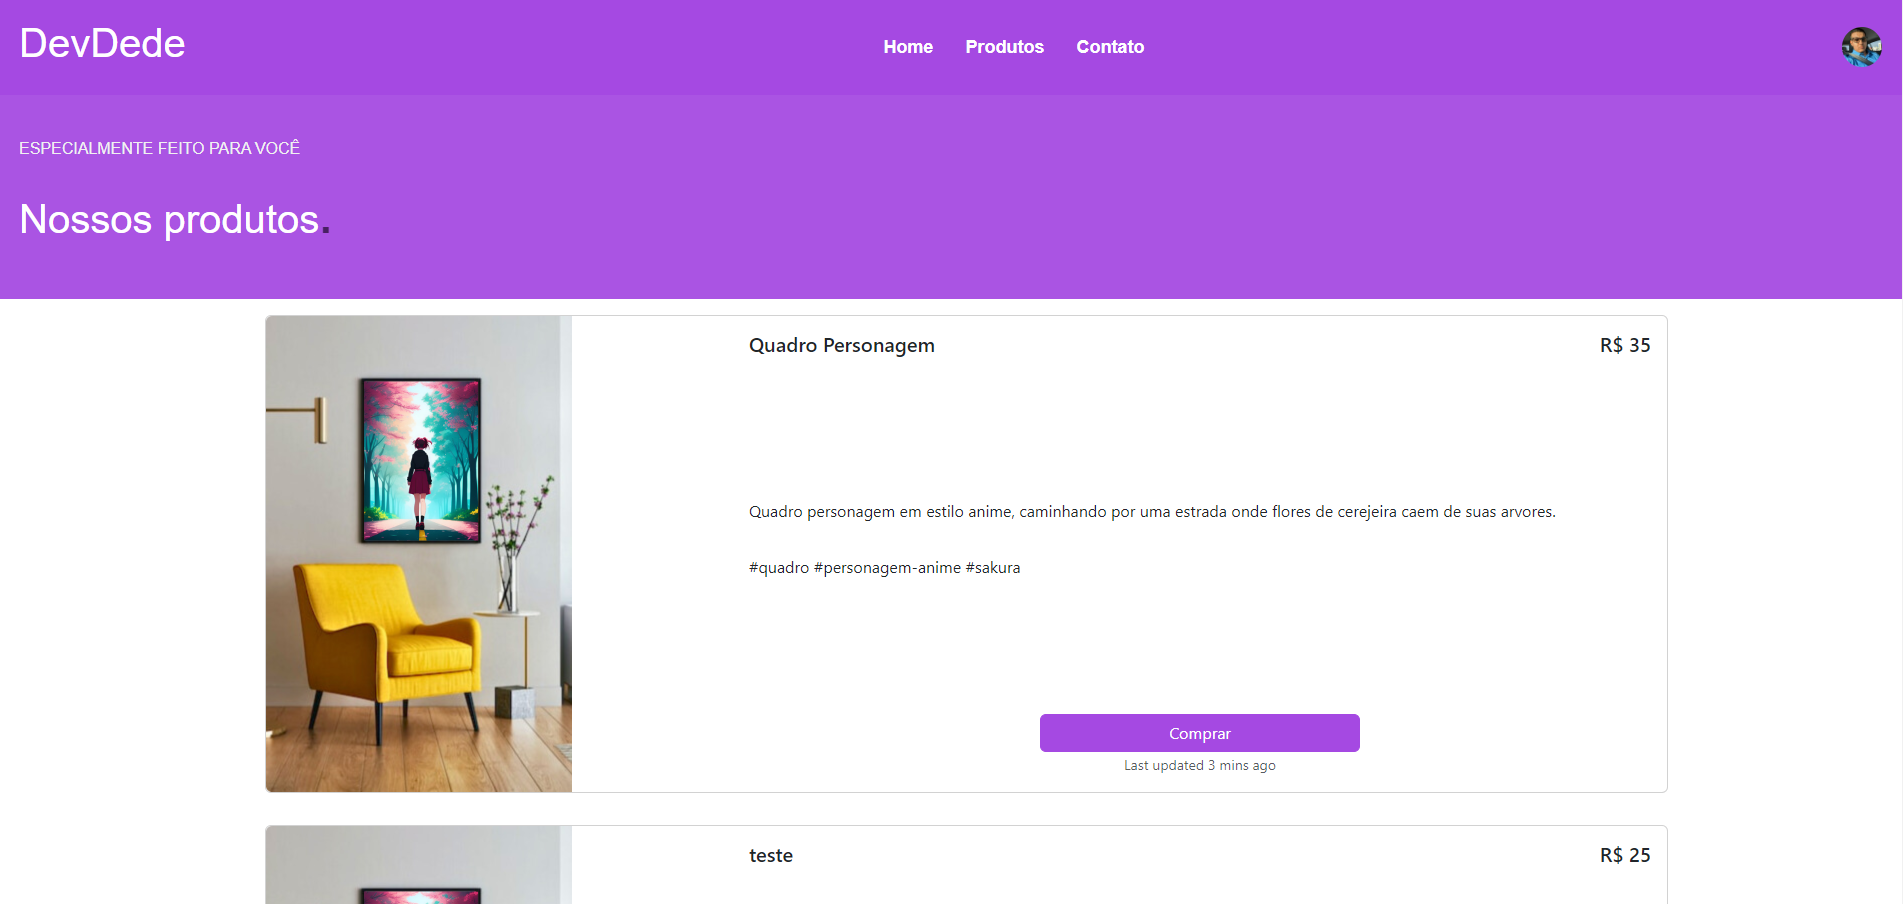 DevDede
Home Produtos Contato
ESPECIALMENTE FEITO PARA VOCÊ
Nossos produtos.
Quadro Personagem R$ 35
Quadro personagem em estilo anime, caminhando por uma estrada onde flores de cerejeira caem de suas arvores.
#quadro #personagem-anime #sakura
Comprar
Last updated 3 mins ago
teste R$ 25